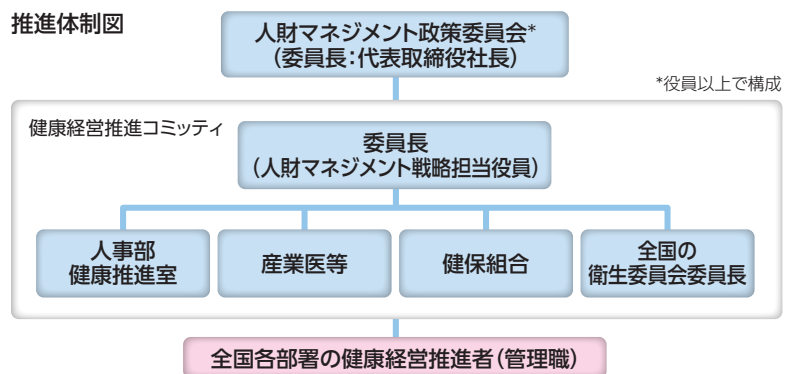 推進体制図
人財マネジメント政策委員会*
（委員長：代表取締役社長）
*役員以上で構成
健康経営推進コミッティ
委員長
（人財マネジメント戦略担当役員）
人事部
健康推進室
産業医等
健保組合
全国の
衛生委員会委員長
全国各部署の健康経営推進者（管理職）